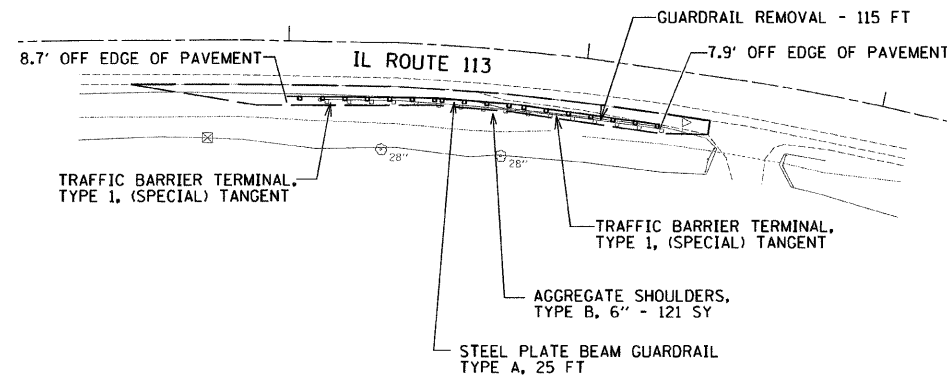 GUARDRAIL REMOVAL - 115 FT
8.7' OFF EDGE OF PAVEMENT
IL ROUTE 113
7.9' OFF EDGE OF PAVEMENT
28"
28"
TRAFFIC BARRIER TERMINAL,
TYPE 1, (SPECIAL) TANGENT
TRAFFIC BARRIER TERMINAL,
TYPE 1, (SPECIAL) TANGENT
AGGREGATE SHOULDERS,
TYPE B, 6" - 121 SY
STEEL PLATE BEAM GUARDRAIL
TYPE A, 25 FT